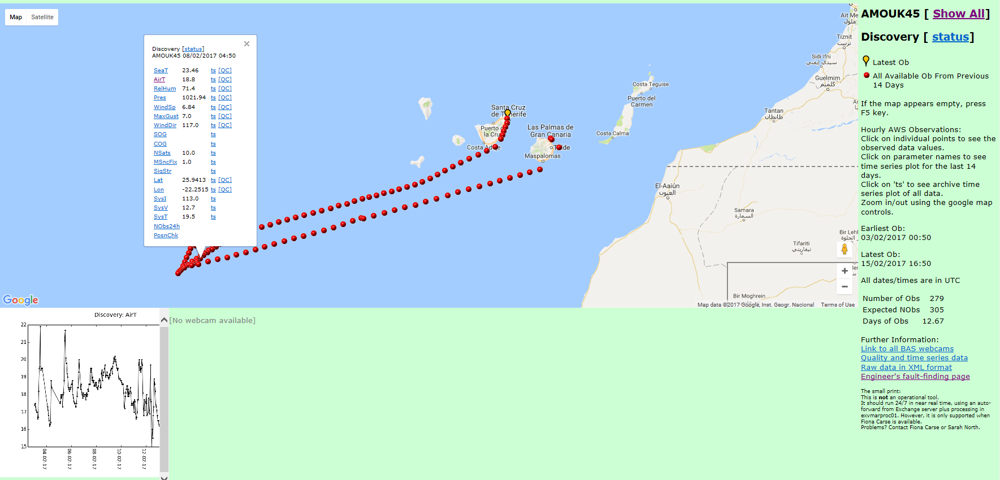 Map Satellite
Discovery [status]
AMOUK45 08/02/2017 04:50
SeaT 23.46 ts [QC]
AirT 18.8 ts [QC]
RelHum 71.4 ts [QC]
Pres 1021.94 ts [QC]
WindSp 6.84 ts [QC]
MaxGust 7.0 ts [QC]
WindDir 117.0 ts [QC]
SOG ts
COG ts
NSats 10.0 ts
MSncFix 1.0 ts
SigStr ts
Lat 25.9413 ts [QC]
Lon -22.2515 ts [QC]
SysI 113.0 ts
SysV 12.7 ts
SysT 19.5 ts
NObs24h
PosnChk
Santa Cruz
de Tenerife
Puerto de
la Cruz
Costa Adeje
Las Palmas de
Gran Canaria
Telde
Maspalomas
Costa Teguise
Puerto del
Carmen
Costa Calma
Ait Me
ملول
Tiznit
تزنيت
Sidi Ifni
سيدي إيفني
Guelmim
كلميم
Tantan
طانطان
El-Aaiún
العيون
Samara
السمارة
Tifariti
تيفاريتي
Bir Lehl
الحلوة
Bir Moghrein
Google
Map data ©2017 Google, Inst. Geogr. Nacional Terms of Use
AMOUK45 [ Show All]
Discovery [ status]
Latest Ob
All Available Ob From Previous
14 Days
If the map appears empty, press
F5 key.
Hourly AWS Observations:
Click on individual points to see the
observed data values.
Click on parameter names to see
time series plot for the last 14
days.
Click on 'ts' to see archive time
series plot of all data.
Zoom in/out using the google map
controls.
Earliest Ob:
03/02/2017 00:50
Latest Ob:
15/02/2017 16:50
All dates/times are in UTC
Number of Obs 279
Expected NObs 305
Days of Obs 12.67
Further Information:
Link to all BAS webcams
Quality and time series data
Raw data in XML format
Engineer's fault-finding page
The small print:
This is not an operational tool.
It should run 24/7 in near real time, using an auto-
forward from Exchange server plus processing in
exvmarproc01. However, it is only supported when
Fiona Carse is available.
Problems? Contact Fiona Carse or Sarah North.
Discovery: AirT
22
21
20
19
18
17
16
15
04-02-17
06-02-17
08-02-17
10-02-17
12-02-17
[No webcam available]